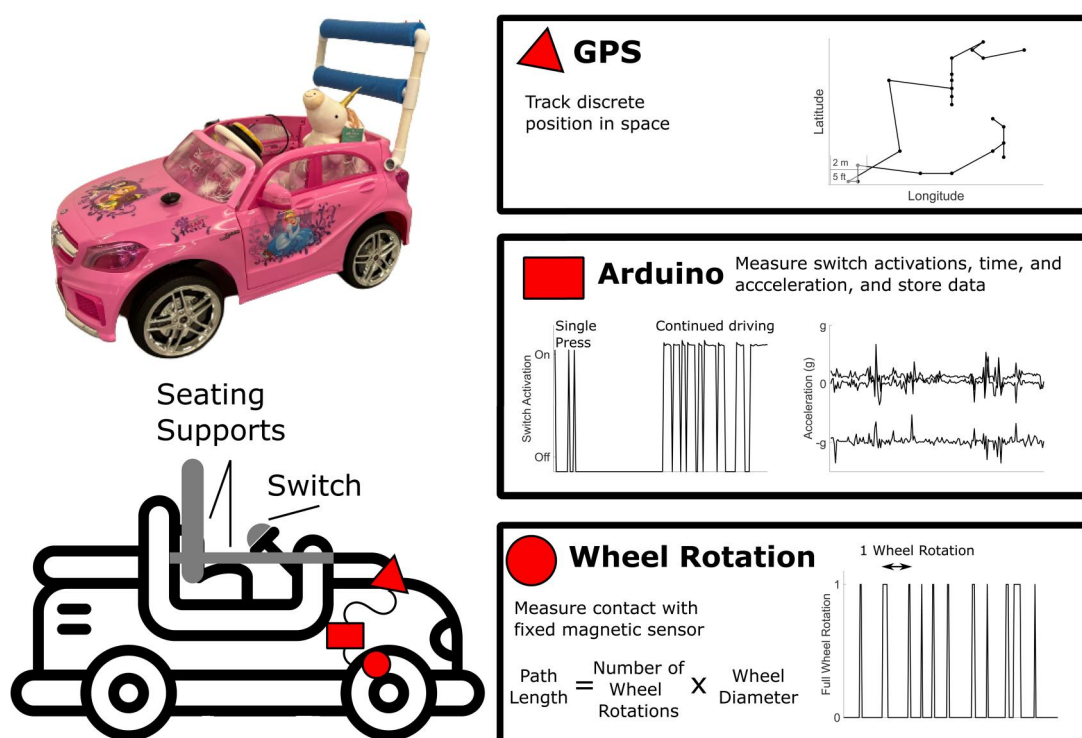 GPS
Track discrete
position in space
Latitude
2 m
5 ft
Longitude
Arduino
Measure switch activations, time, and
accceleration, and store data
Single
Press
Continued driving
On
Off
Switch Activation
g
0
-g
Acceleration (g)
Seating
Supports
Switch
Wheel Rotation
Measure contact with
fixed magnetic sensor
Path
Length
=
Number of
Wheel
Rotations
X
Wheel
Diameter
1 Wheel Rotation
1
0
Full Wheel Rotation